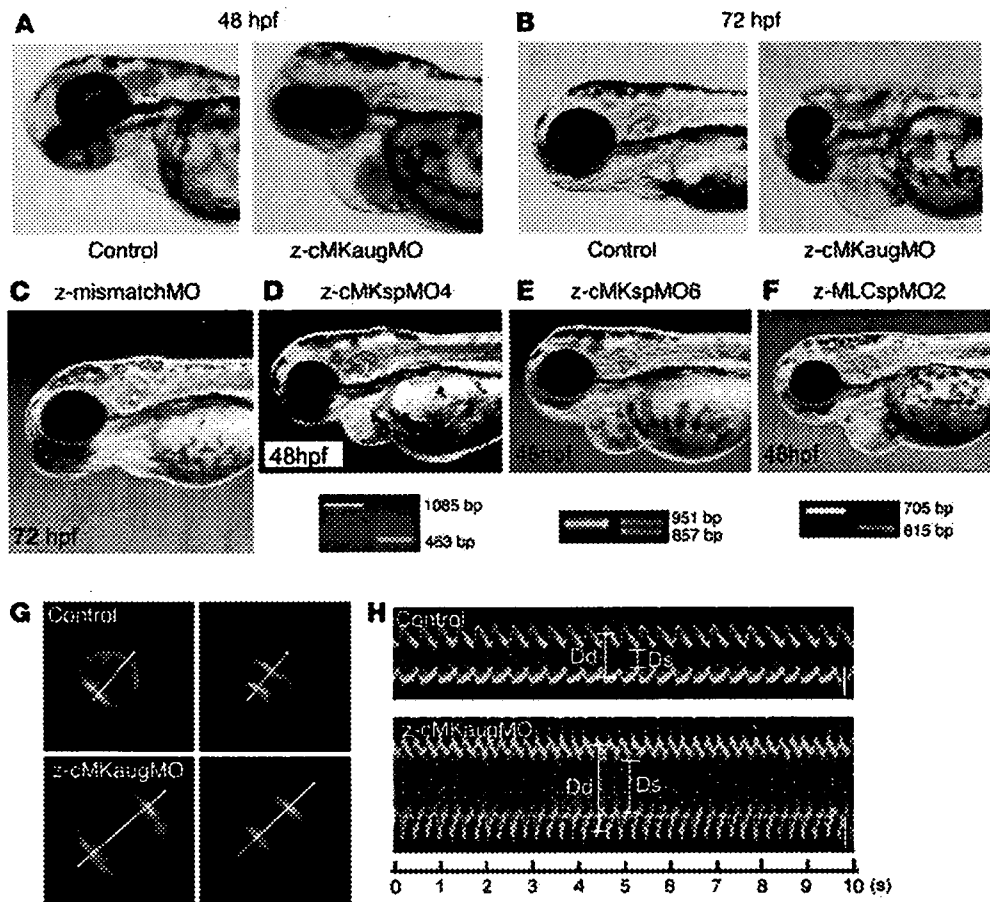 A 48 hpf
B 72 hpf
Control
z-cMKaugMO
Control
z-cMKaugMO
C z-mismatchMO
72 hpf
D z-cMKspMO4
48hpf
1085 bp
463 bp
E z-cMKspMO6
48hpf
951 bp
857 bp
F z-MLCspMO2
48hpf
705 bp
615 bp
G Control
z-cMKaugMO
H Control
Dd Ds
z-cMKaugMO
Dd Ds
0 1 2 3 4 5 6 7 8 9 10 (s)